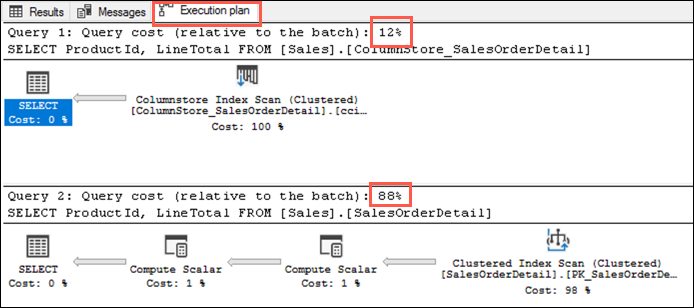 Results Messages Execution plan
Query 1: Query cost (relative to the batch): 12%
SELECT ProductId, LineTotal FROM [Sales].[ColumnStore_SalesOrderDetail]
SELECT
Cost: 0 %
Columnstore Index Scan (Clustered)
[ColumnStore_SalesOrderDetail].[cci…
Cost: 100 %
Query 2: Query cost (relative to the batch): 88%
SELECT ProductId, LineTotal FROM [Sales].[SalesOrderDetail]
SELECT
Cost: 0 %
Compute Scalar
Cost: 1 %
Compute Scalar
Cost: 1 %
Clustered Index Scan (Clustered)
[SalesOrderDetail].[PK_SalesOrderDe…
Cost: 98 %